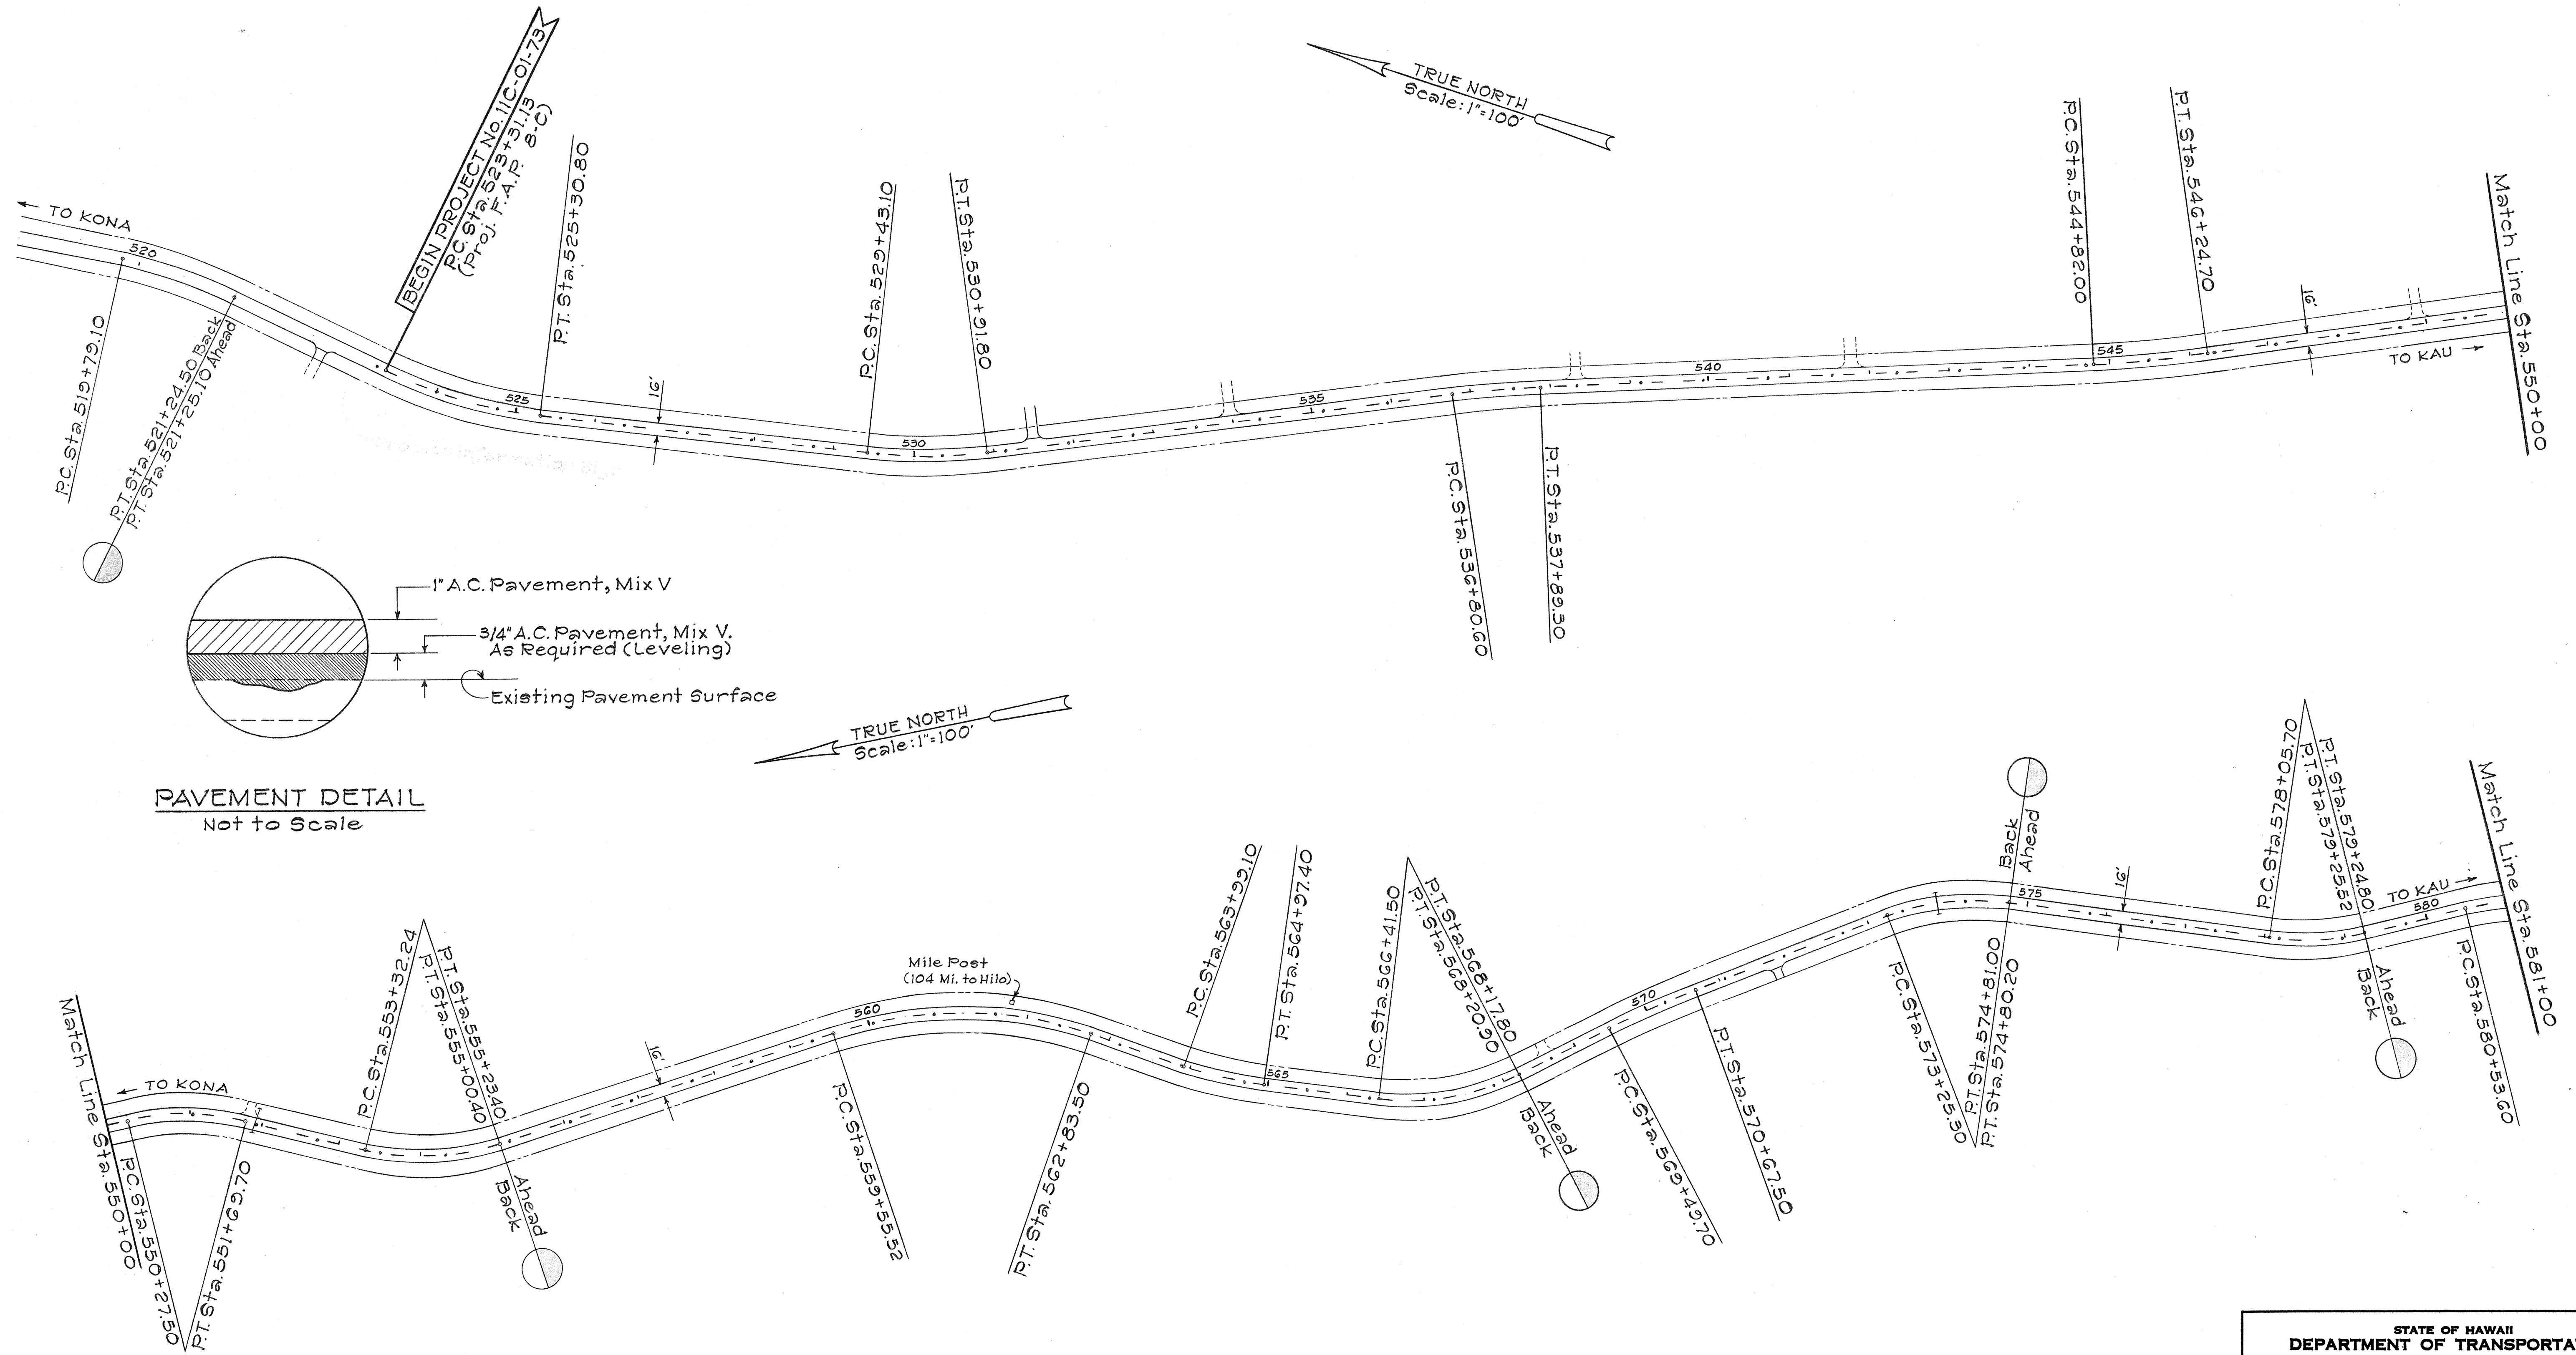 BEGIN PROJECT No. 11C-01-73
P.C. Sta. 523+31.13
(Proj. F.A.P. 8-C)
P.T. Sta. 525+30.80
TRUE NORTH
Scale: 1"=100'
P.C. Sta. 544+82.00
P.T. Sta. 546+24.70
P.C. Sta. 529+43.10
P.T. Sta. 530+91.80
Match Line Sta. 550+00
TO KONA
520
525
530
535
540
545
16'
16'
TO KAU
P.C. Sta. 519+79.10
P.T. Sta. 521+24.50 Back
P.T. Sta. 521+25.10 Ahead
P.C. Sta. 536+80.60
P.T. Sta. 537+89.30
1" A.C. Pavement, Mix V
3/4" A.C. Pavement, Mix V.
As Required (Leveling)
Existing Pavement Surface
PAVEMENT DETAIL
Not to Scale
TRUE NORTH
Scale: 1"=100'
Match Line Sta. 550+00
TO KONA
P.C. Sta. 550+27.50
P.T. Sta. 551+69.70
P.C. Sta. 553+32.24
P.T. Sta. 555+23.40
P.T. Sta. 555+00.40
Ahead
Back
16'
560
P.C. Sta. 559+55.52
Mile Post
(104 Mi. to Hilo)
P.T. Sta. 562+83.50
P.C. Sta. 563+99.10
P.T. Sta. 564+97.40
565
P.C. Sta. 566+41.50
P.T. Sta. 568+17.80
P.T. Sta. 568+20.90
Ahead
Back
570
P.C. Sta. 569+49.70
P.T. Sta. 570+67.50
P.C. Sta. 573+25.30
P.T. Sta. 574+81.00
P.T. Sta. 574+80.20
Back
Ahead
575
16'
P.C. Sta. 578+05.70
P.T. Sta. 579+24.80
P.T. Sta. 579+25.52
Ahead
Back
TO KAU
580
P.C. Sta. 580+53.60
Match Line Sta. 581+00
STATE OF HAWAII
DEPARTMENT OF TRANSPORTA